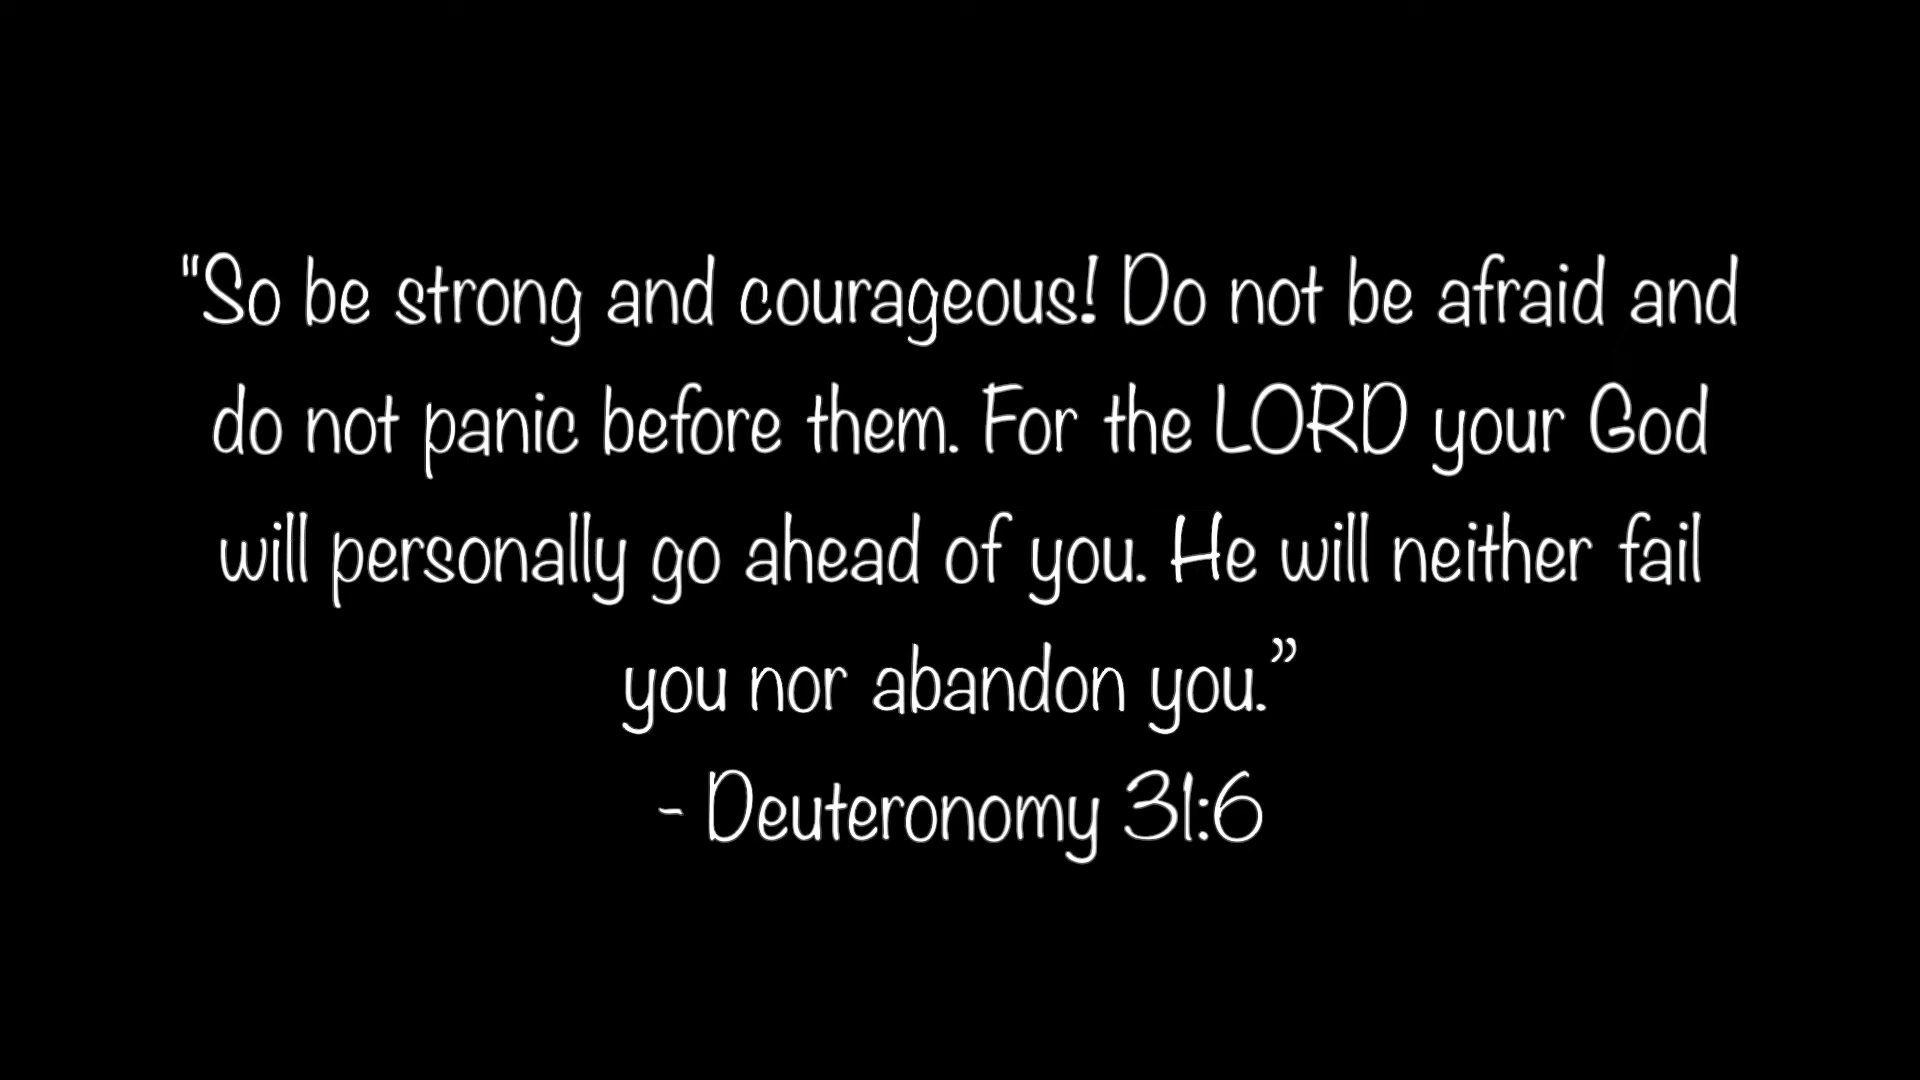 "So be strong and courageous! Do not be afraid and
do not panic before them. For the LORD your God
will personally go ahead of you. He will neither fail
you nor abandon you.”
- Deuteronomy 31:6